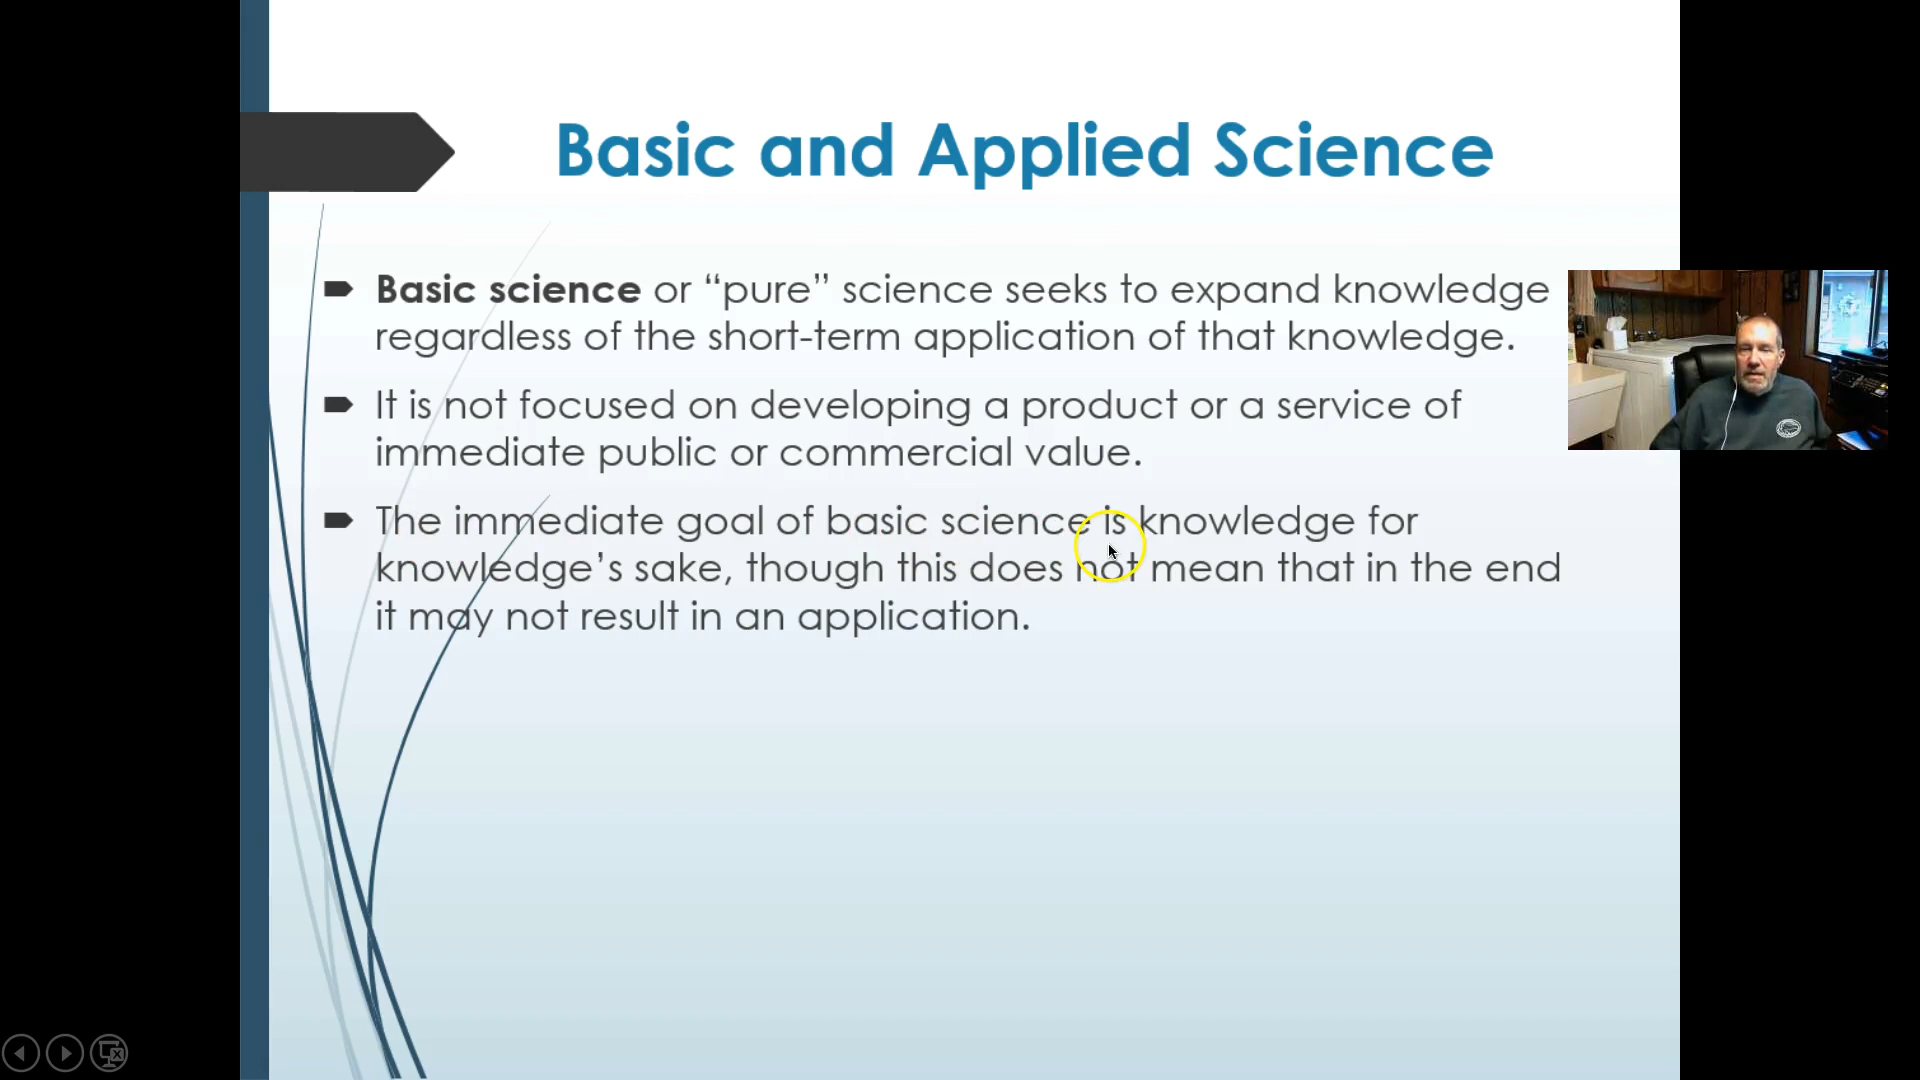 Basic and Applied Science
Basic science or “pure” science seeks to expand knowledge
regardless of the short-term application of that knowledge.
It is not focused on developing a product or a service of
immediate public or commercial value.
The immediate goal of basic science is knowledge for
knowledge’s sake, though this does not mean that in the end
it may not result in an application.